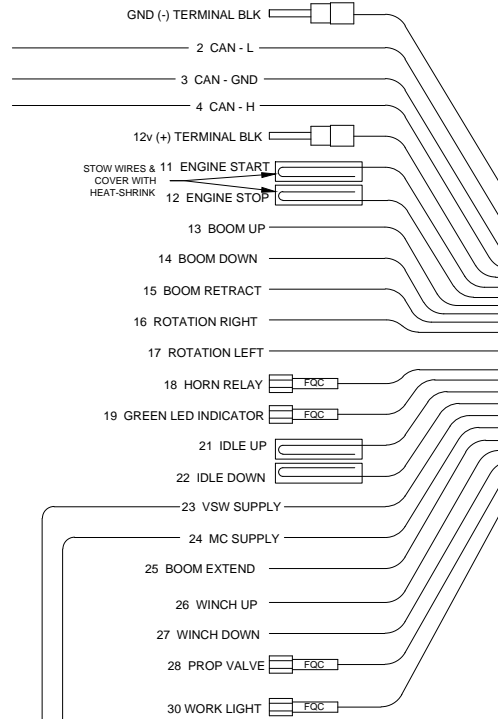 GND (-) TERMINAL BLK
2 CAN - L
3 CAN - GND
4 CAN - H
12v (+) TERMINAL BLK
STOW WIRES &
COVER WITH
HEAT-SHRINK
11 ENGINE START
12 ENGINE STOP
13 BOOM UP
14 BOOM DOWN
15 BOOM RETRACT
16 ROTATION RIGHT
17 ROTATION LEFT
18 HORN RELAY FQC
19 GREEN LED INDICATOR FQC
21 IDLE UP
22 IDLE DOWN
23 VSW SUPPLY
24 MC SUPPLY
25 BOOM EXTEND
26 WINCH UP
27 WINCH DOWN
28 PROP VALVE FQC
30 WORK LIGHT FQC